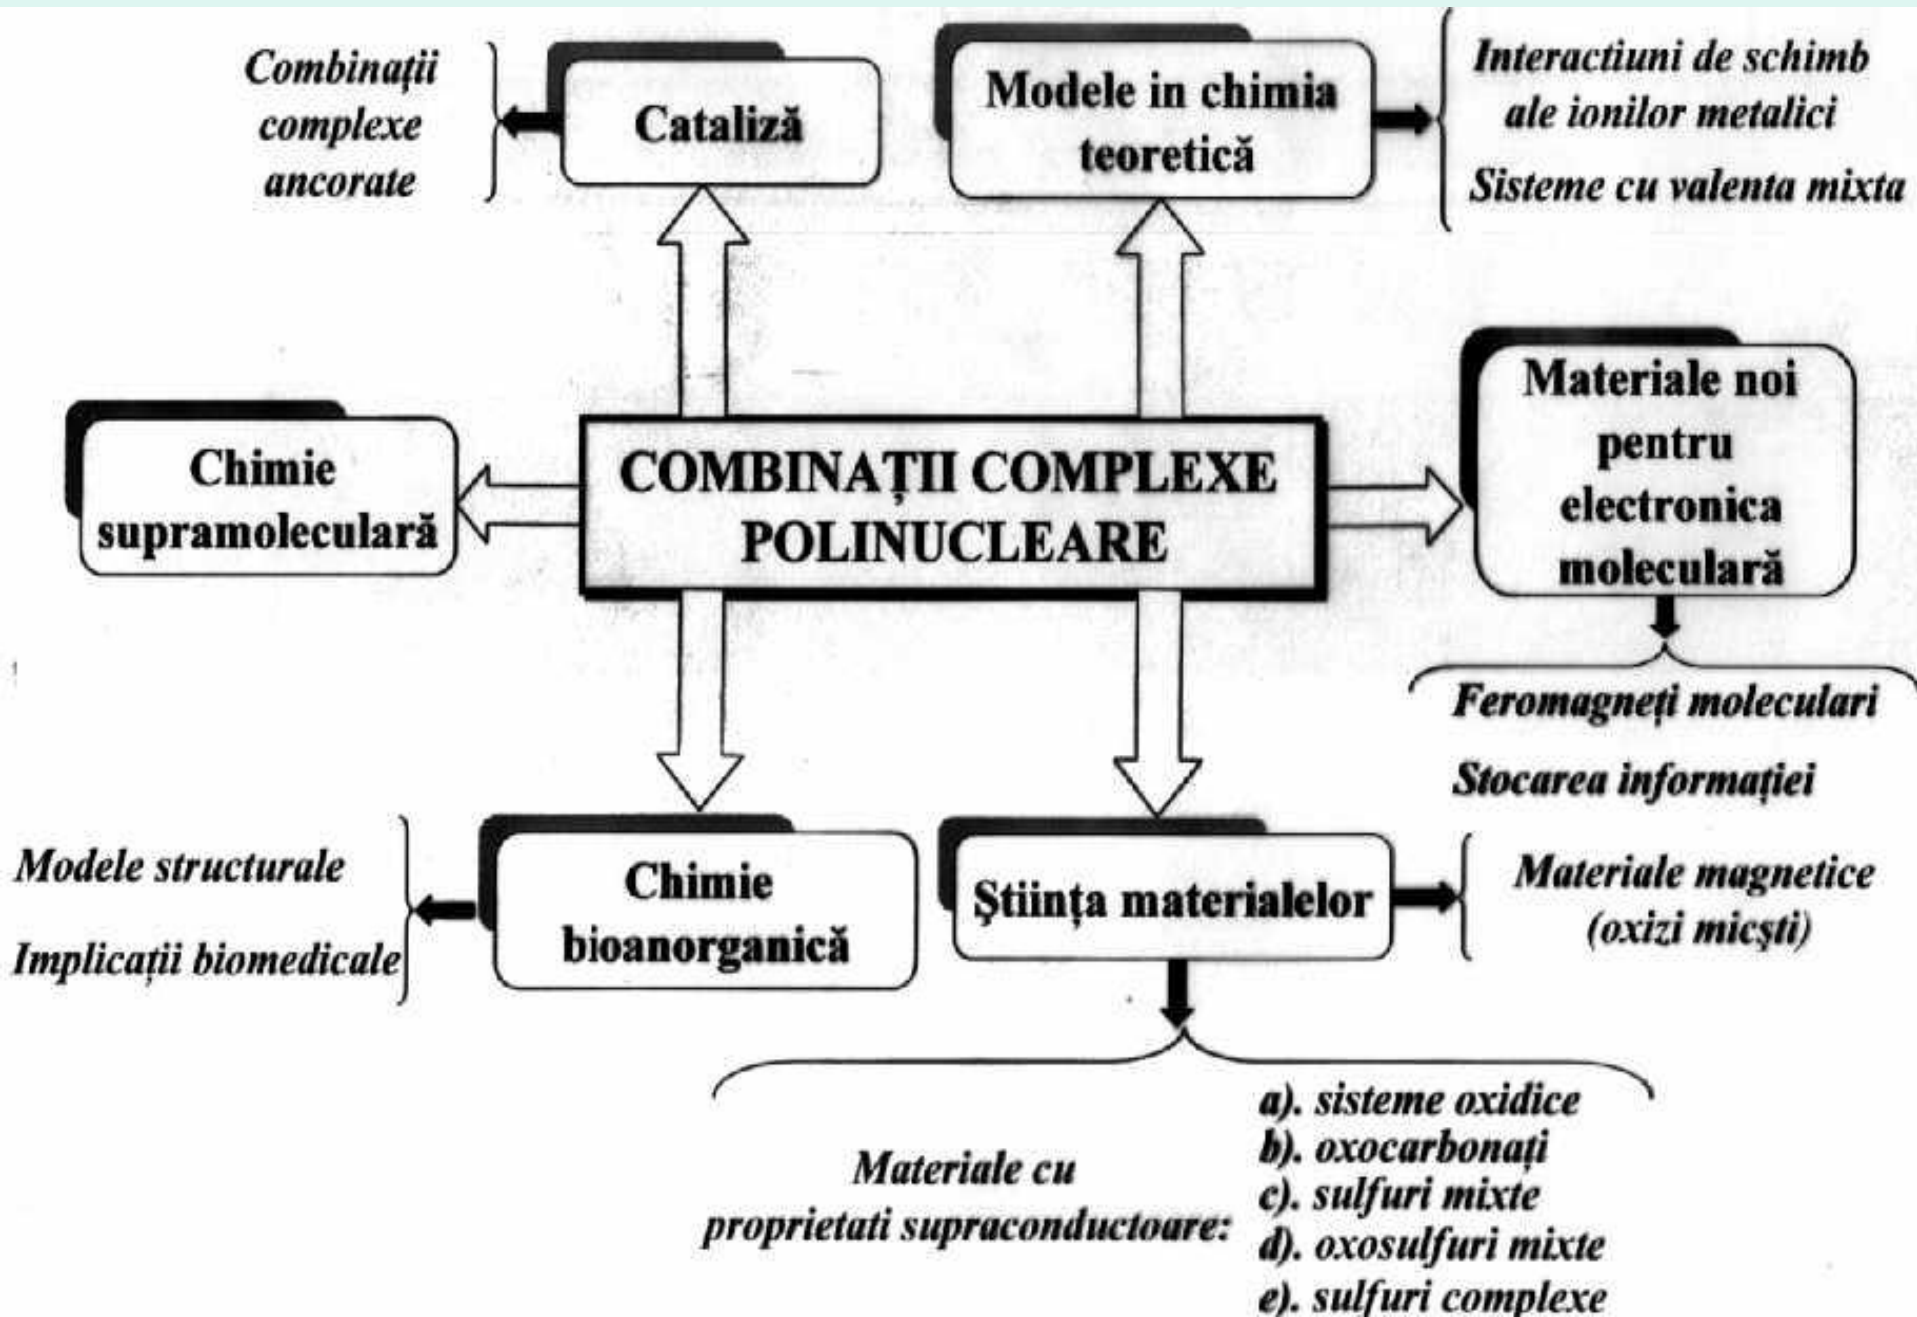 Combinații
complexe
ancorate
Cataliză
Modele in chimia
teoretică
Interactiuni de schimb
ale ionilor metalici
Sisteme cu valenta mixta
Chimie
supramoleculară
COMBINAȚII COMPLEXE
POLINUCLEARE
Materiale noi
pentru
electronica
moleculară
Feromagneți moleculari
Stocarea informației
Modele structurale
Implicații biomedicale
Chimie
bioanorganică
Știința materialelor
Materiale magnetice
(oxizi micști)
Materiale cu
proprietati supraconductoare:
a). sisteme oxidice
b). oxocarbonați
c). sulfuri mixte
d). oxosulfuri mixte
e). sulfuri complexe